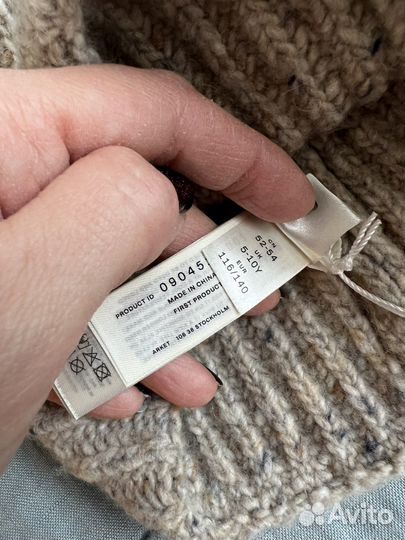 PRODUCT ID 09045
MADE IN CHINA
FIRST PRODUCT
ARKET 106 38 STOCKHOLM
CN
52-54
UK
5-10Y
EUR
116/140
Avito